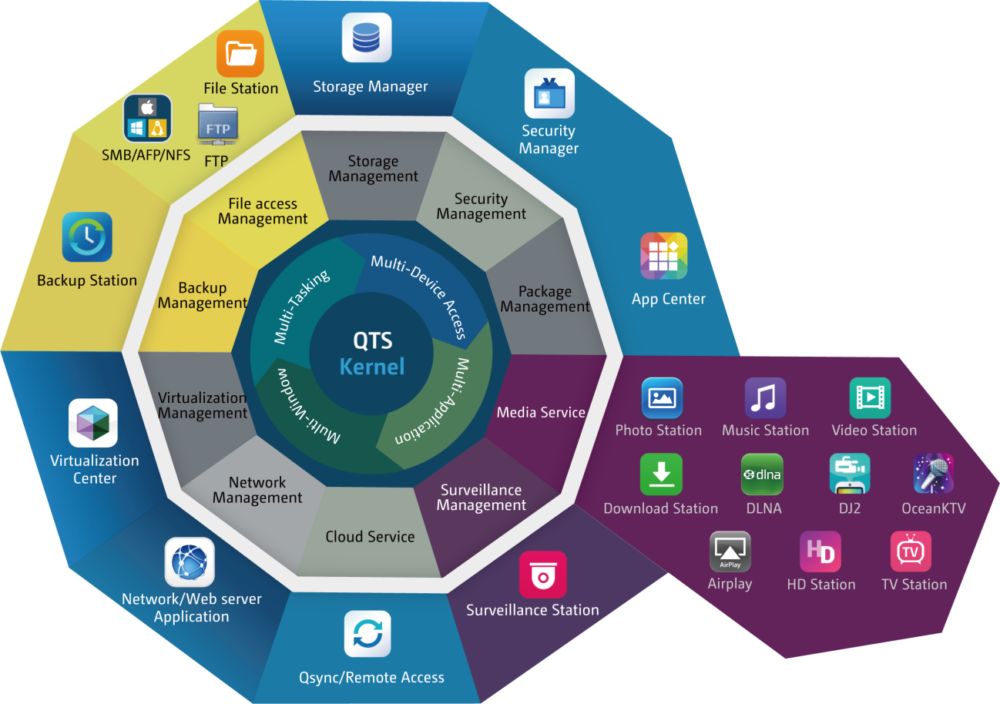 File Station
SMB/AFP/NFS
FTP
FTP
Storage Manager
Security
Manager
App Center
Backup Station
Virtualization
Center
Network/Web server
Application
Qsync/Remote Access
Surveillance Station
Storage
Management
Security
Management
Package
Management
Media Service
Surveillance
Management
Cloud Service
Network
Management
Virtualization
Management
Backup
Management
File access
Management
Multi-Tasking
Multi-Device Access
Multi-Application
Multi-Window
QTS
Kernel
Photo Station
Music Station
Video Station
Download Station
dlna
DLNA
DJ2
OceanKTV
AirPlay
Airplay
HD
HD Station
TV
TV Station